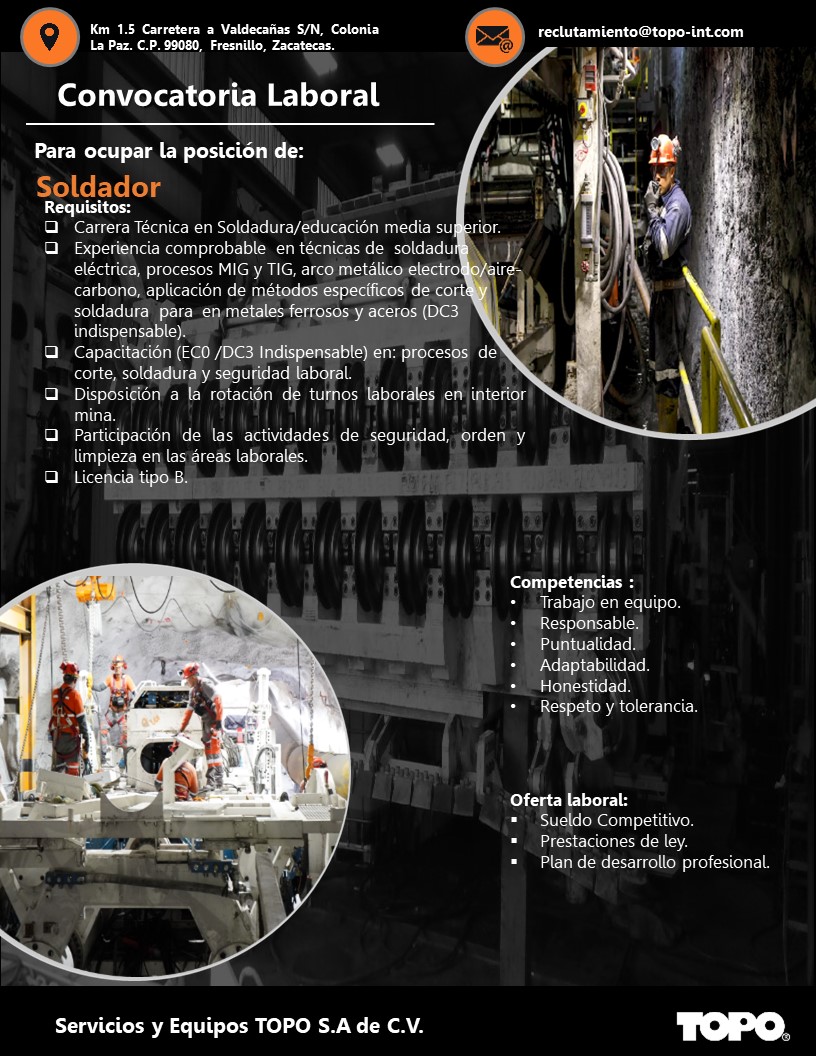 Km 1.5 Carretera a Valdecañas S/N, Colonia
La Paz. C.P. 99080, Fresnillo, Zacatecas.
reclutamiento@topo-int.com
Convocatoria Laboral
Para ocupar la posición de:
Soldador
Requisitos:
❑ Carrera Técnica en Soldadura/educación media superior.
❑ Experiencia comprobable en técnicas de soldadura
eléctrica, procesos MIG y TIG, arco metálico electrodo/aire-
carbono, aplicación de métodos específicos de corte y
soldadura para en metales ferrosos y aceros (DC3
indispensable).
❑ Capacitación (EC0 /DC3 Indispensable) en: procesos de
corte, soldadura y seguridad laboral.
❑ Disposición a la rotación de turnos laborales en interior
mina.
❑ Participación de las actividades de seguridad, orden y
limpieza en las áreas laborales.
❑ Licencia tipo B.
Competencias :
• Trabajo en equipo.
• Responsable.
• Puntualidad.
• Adaptabilidad.
• Honestidad.
• Respeto y tolerancia.
Oferta laboral:
▪ Sueldo Competitivo.
▪ Prestaciones de ley.
▪ Plan de desarrollo profesional.
Servicios y Equipos TOPO S.A de C.V.
TOPO®